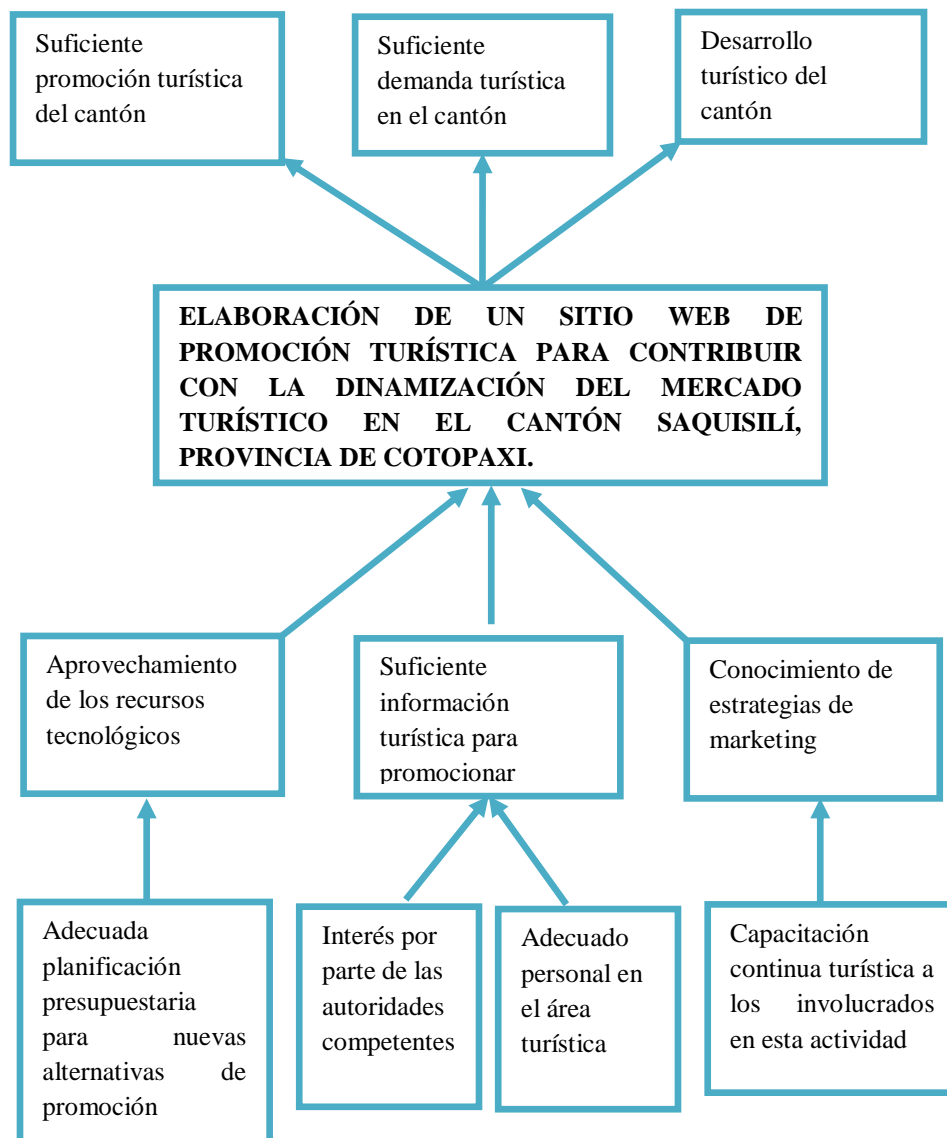 Suficiente
promoción turística
del cantón
Suficiente
demanda turística
en el cantón
Desarrollo
turístico del
cantón
ELABORACIÓN DE UN SITIO WEB DE
PROMOCIÓN TURÍSTICA PARA CONTRIBUIR
CON LA DINAMIZACIÓN DEL MERCADO
TURÍSTICO EN EL CANTÓN SAQUISILÍ,
PROVINCIA DE COTOPAXI.
Aprovechamiento
de los recursos
tecnológicos
Suficiente
información
turística para
promocionar
Conocimiento de
estrategias de
marketing
Adecuada
planificación
presupuestaria
para nuevas
alternativas de
promoción
Interés por
parte de las
autoridades
competentes
Adecuado
personal en
el área
turística
Capacitación
continua turística a
los involucrados
en esta actividad